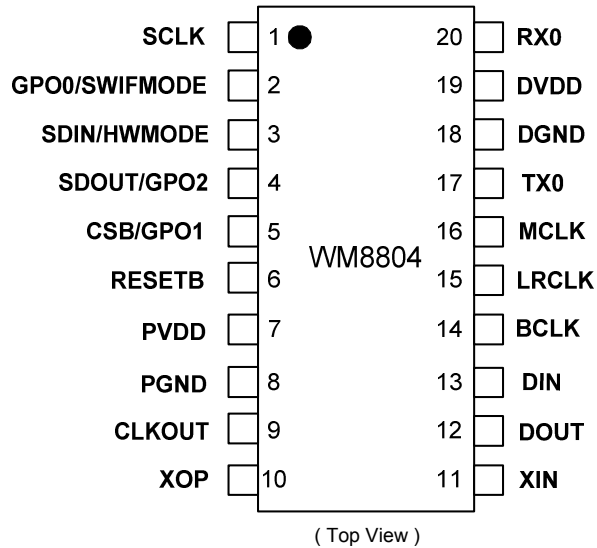 SCLK 1 20 RX0
GPO0/SWIFMODE 2 19 DVDD
SDIN/HWMODE 3 18 DGND
SDOUT/GPO2 4 17 TX0
CSB/GPO1 5 16 MCLK
WM8804
RESETB 6 15 LRCLK
PVDD 7 14 BCLK
PGND 8 13 DIN
CLKOUT 9 12 DOUT
XOP 10 11 XIN
( Top View )